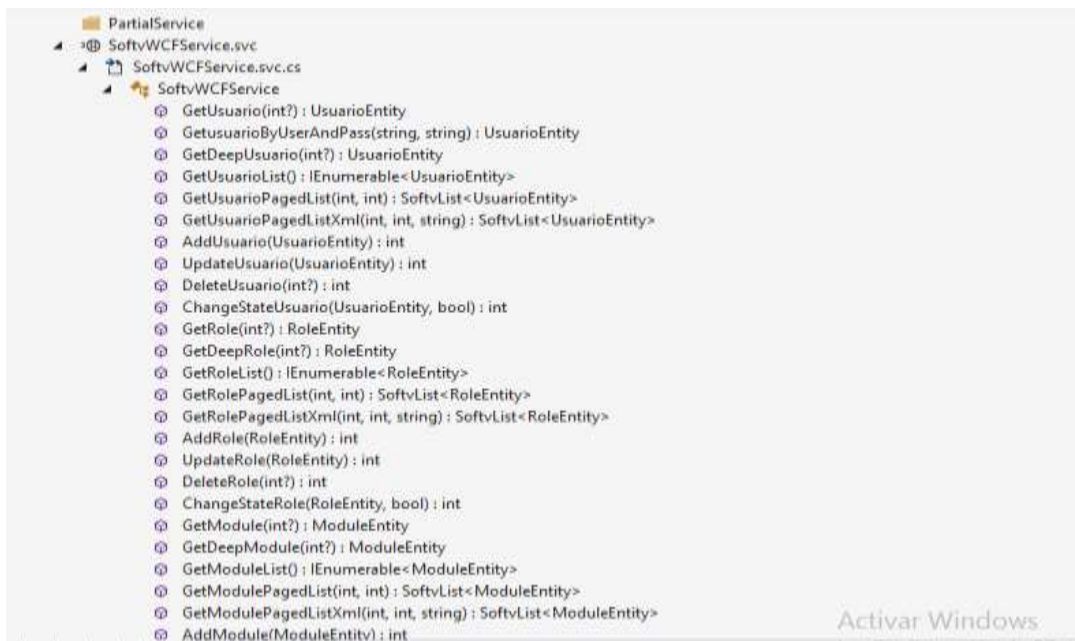 PartialService
SoftvWCFService.svc
SoftvWCFService.svc.cs
SoftvWCFService
GetUsuario(int?) : UsuarioEntity
GetusuarioByUserAndPass(string, string) : UsuarioEntity
GetDeepUsuario(int?) : UsuarioEntity
GetUsuarioList() : IEnumerable<UsuarioEntity>
GetUsuarioPagedList(int, int) : SoftvList<UsuarioEntity>
GetUsuarioPagedListXml(int, int, string) : SoftvList<UsuarioEntity>
AddUsuario(UsuarioEntity) : int
UpdateUsuario(UsuarioEntity) : int
DeleteUsuario(int?) : int
ChangeStateUsuario(UsuarioEntity, bool) : int
GetRole(int?) : RoleEntity
GetDeepRole(int?) : RoleEntity
GetRoleList() : IEnumerable<RoleEntity>
GetRolePagedList(int, int) : SoftvList<RoleEntity>
GetRolePagedListXml(int, int, string) : SoftvList<RoleEntity>
AddRole(RoleEntity) : int
UpdateRole(RoleEntity) : int
DeleteRole(int?) : int
ChangeStateRole(RoleEntity, bool) : int
GetModule(int?) : ModuleEntity
GetDeepModule(int?) : ModuleEntity
GetModuleList() : IEnumerable<ModuleEntity>
GetModulePagedList(int, int) : SoftvList<ModuleEntity>
GetModulePagedListXml(int, int, string) : SoftvList<ModuleEntity>
AddModule(ModuleEntity) : int
Activar Windows